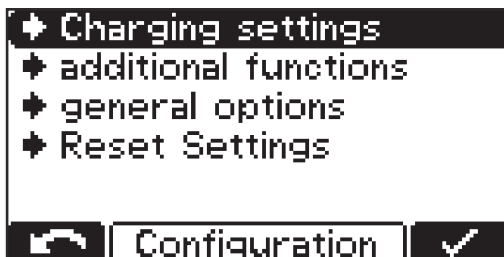 Charging settings
additional functions
general options
Reset Settings
Configuration